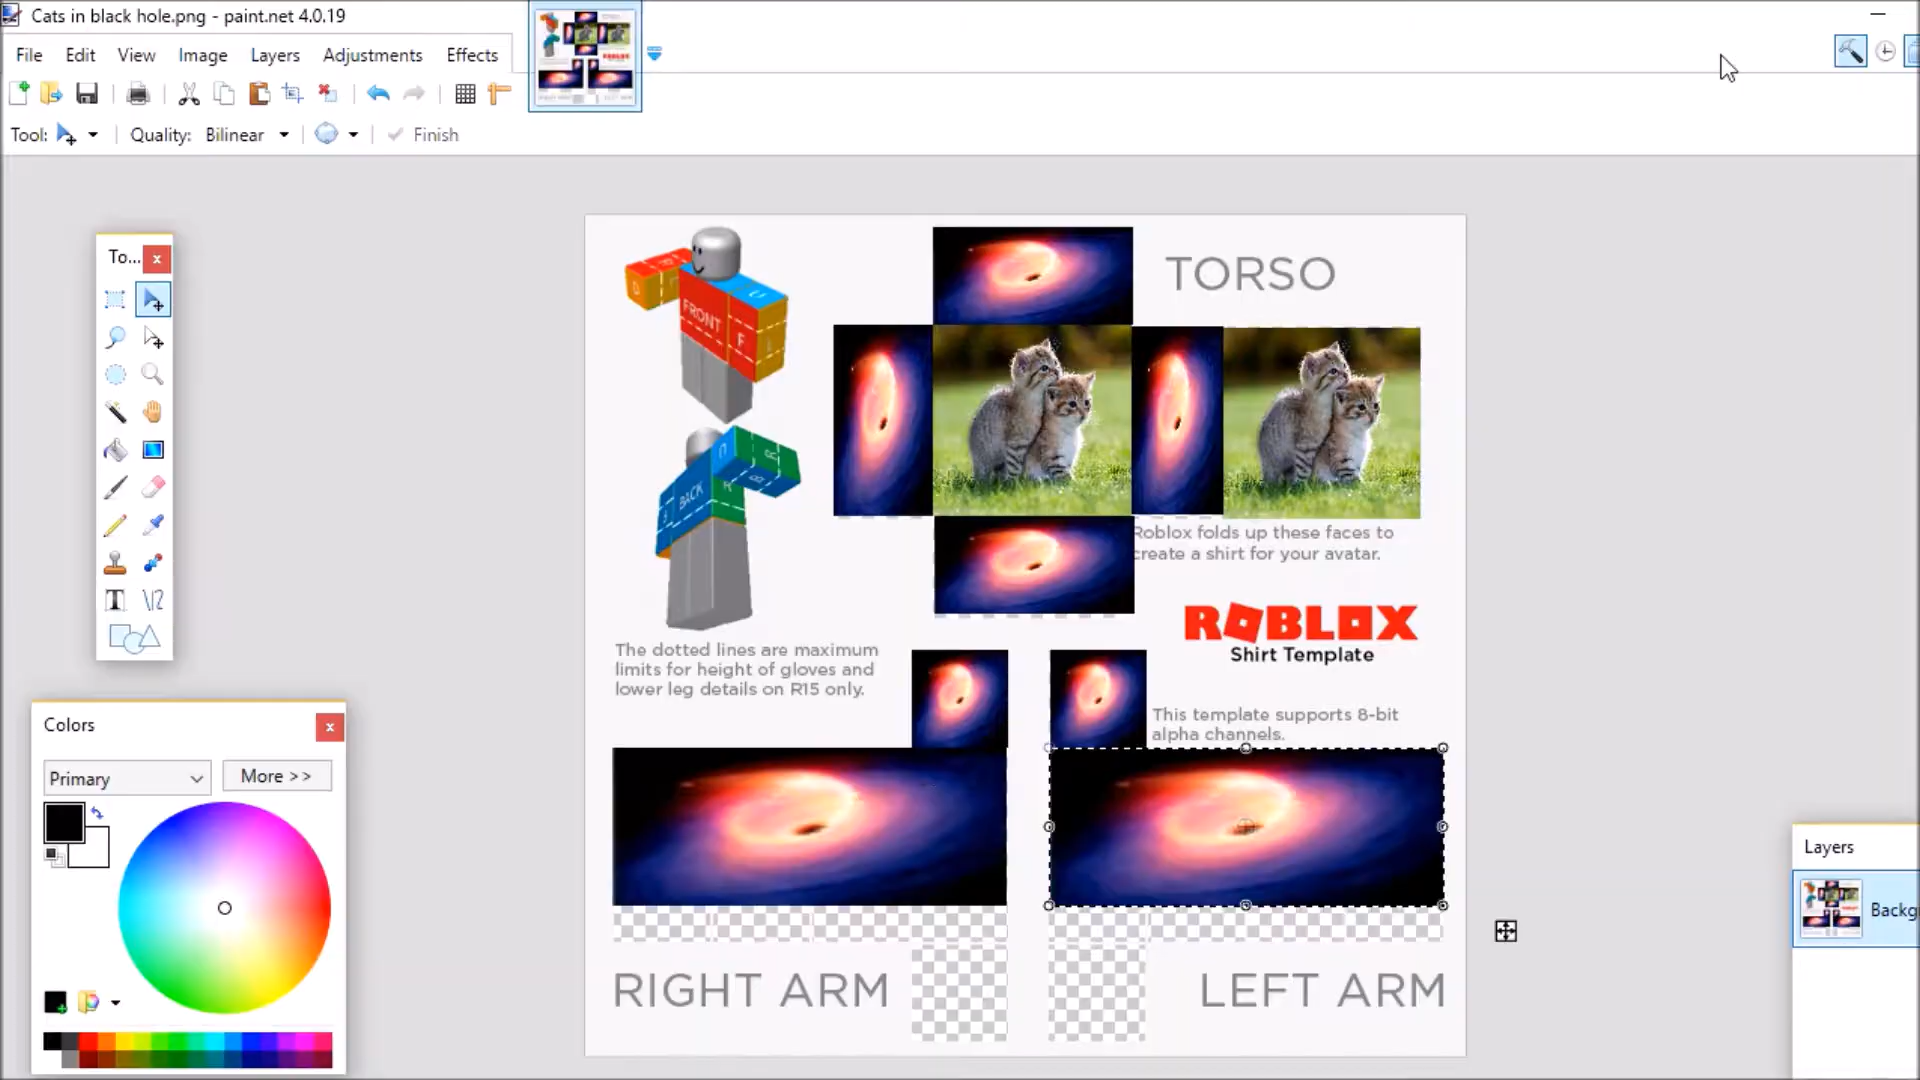 Cats in black hole.png - paint.net 4.0.19
File Edit View Image Layers Adjustments Effects
Tool: Quality: Bilinear Finish
To...
TORSO
FRONT
F
L
U
D
BACK
R
Roblox folds up these faces to
create a shirt for your avatar.
ROBLOX
Shirt Template
The dotted lines are maximum
limits for height of gloves and
lower leg details on R15 only.
This template supports 8-bit
alpha channels.
RIGHT ARM
LEFT ARM
Colors
Primary
More >>
Layers
Backg